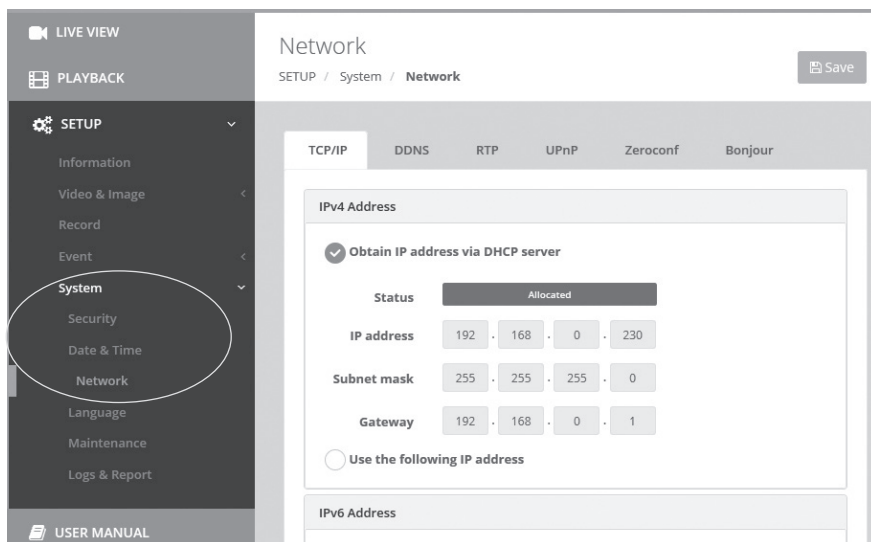 LIVE VIEW
PLAYBACK
SETUP
Information
Video & Image
Record
Event
System
Security
Date & Time
Network
Language
Maintenance
Logs & Report
USER MANUAL
Network
SETUP / System / Network
Save
TCP/IP DDNS RTP UPnP Zeroconf Bonjour
IPv4 Address
Obtain IP address via DHCP server
Status Allocated
IP address 192 . 168 . 0 . 230
Subnet mask 255 . 255 . 255 . 0
Gateway 192 . 168 . 0 . 1
Use the following IP address
IPv6 Address